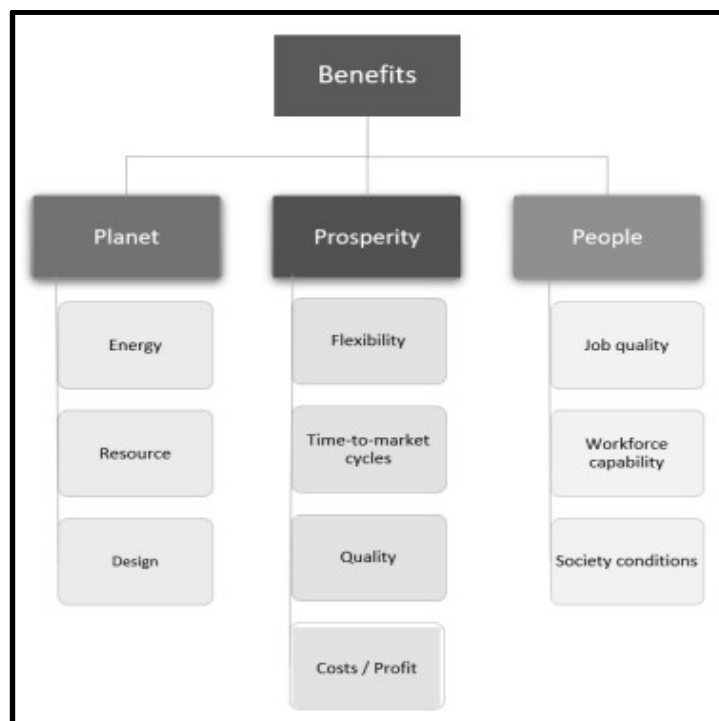 Benefits
Planet
Prosperity
People
Energy
Resource
Design
Flexibility
Time-to-market
cycles
Quality
Costs / Profit
Job quality
Workforce
capability
Society conditions